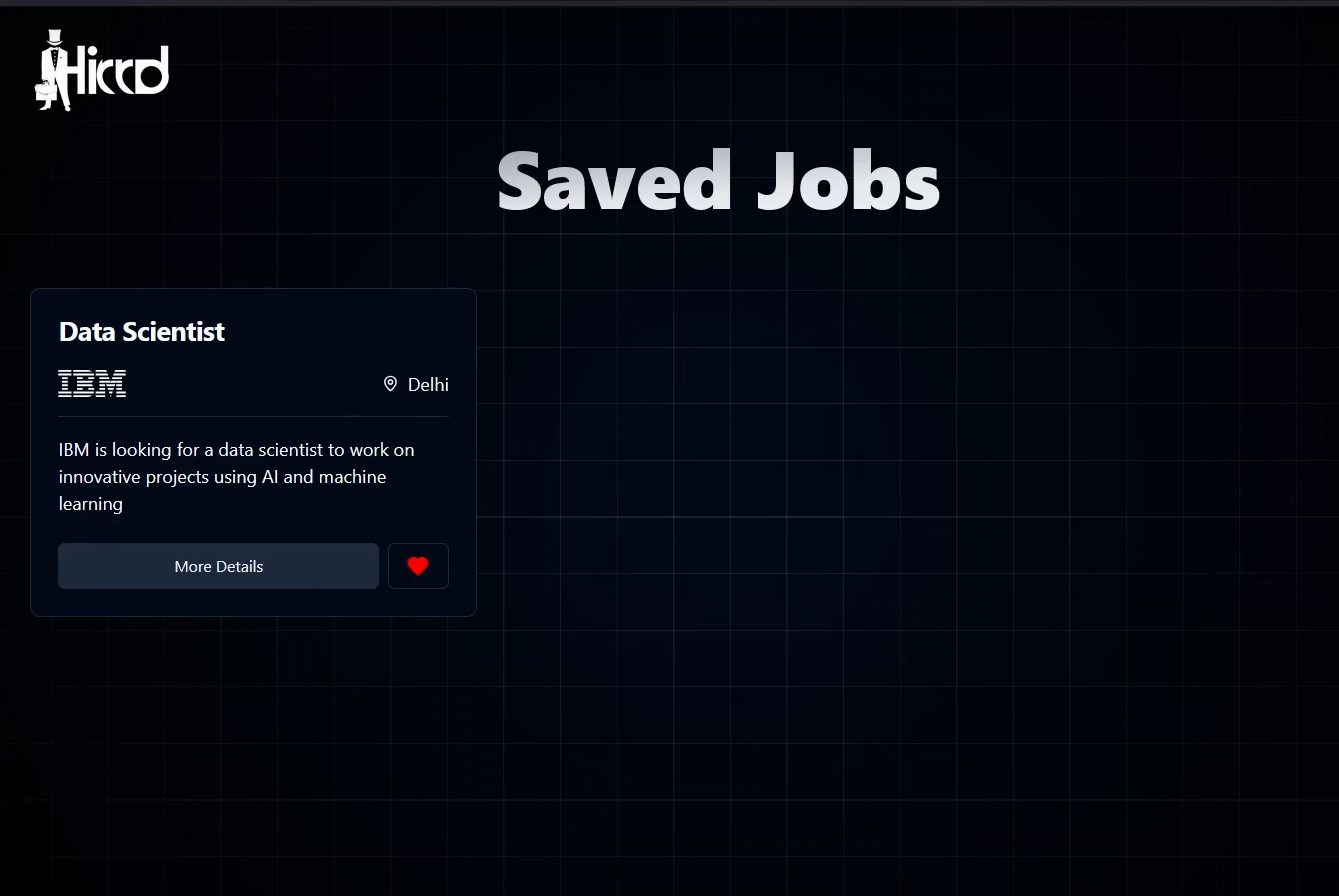 Hirrd
Saved Jobs
Data Scientist
IBM
Delhi
IBM is looking for a data scientist to work on
innovative projects using AI and machine
learning
More Details